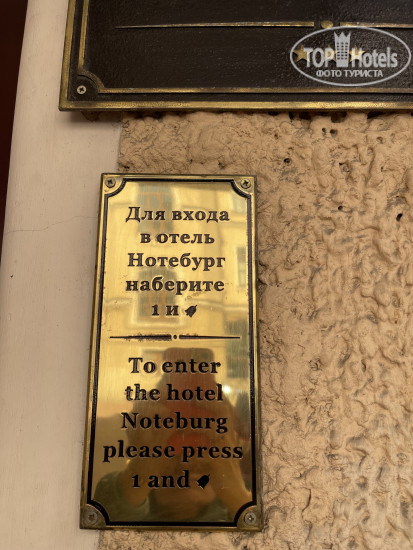 TOP Hotels
ФОТО ТУРИСТА
Для входа
в отель
Нотебург
наберите
1 и
To enter
the hotel
Noteburg
please press
1 and